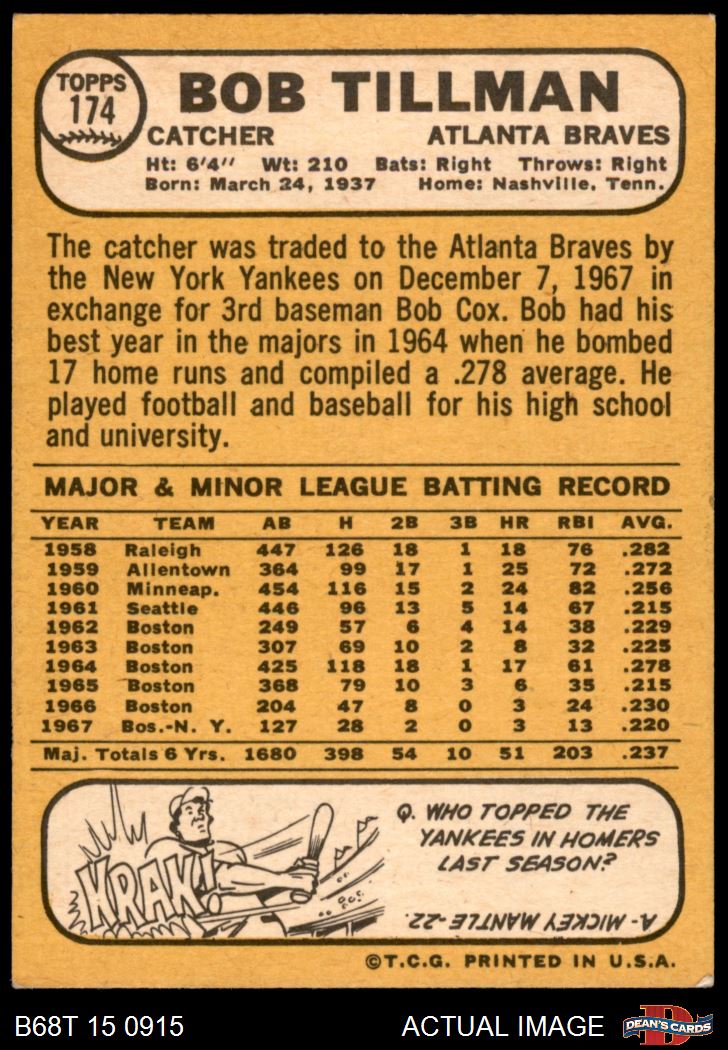 TOPPS
174
BOB TILLMAN
CATCHER ATLANTA BRAVES
Ht: 6'4" Wt: 210 Bats: Right Throws: Right
Born: March 24, 1937 Home: Nashville, Tenn.
The catcher was traded to the Atlanta Braves by
the New York Yankees on December 7, 1967 in
exchange for 3rd baseman Bob Cox. Bob had his
best year in the majors in 1964 when he bombed
17 home runs and compiled a .278 average. He
played football and baseball for his high school
and university.
MAJOR & MINOR LEAGUE BATTING RECORD
YEAR TEAM AB H 2B 3B HR RBI AVG.
1958 Raleigh 447 126 18 1 18 76 .282
1959 Allentown 364 99 17 1 25 72 .272
1960 Minneap. 454 116 15 2 24 82 .256
1961 Seattle 446 96 13 5 14 67 .215
1962 Boston 249 57 6 4 14 38 .229
1963 Boston 307 69 10 2 8 32 .225
1964 Boston 425 118 18 1 17 61 .278
1965 Boston 368 79 10 3 6 35 .215
1966 Boston 204 47 8 0 3 24 .230
1967 Bos.-N. Y. 127 28 2 0 3 13 .220
Maj. Totals 6 Yrs. 1680 398 54 10 51 203 .237
KRAK!
Q. WHO TOPPED THE
YANKEES IN HOMERS
LAST SEASON?
A-MICKEY MANTLE-22.
©T.C.G. PRINTED IN U.S.A.
B68T 15 0915 ACTUAL IMAGE
D
DEAN'S CARDS